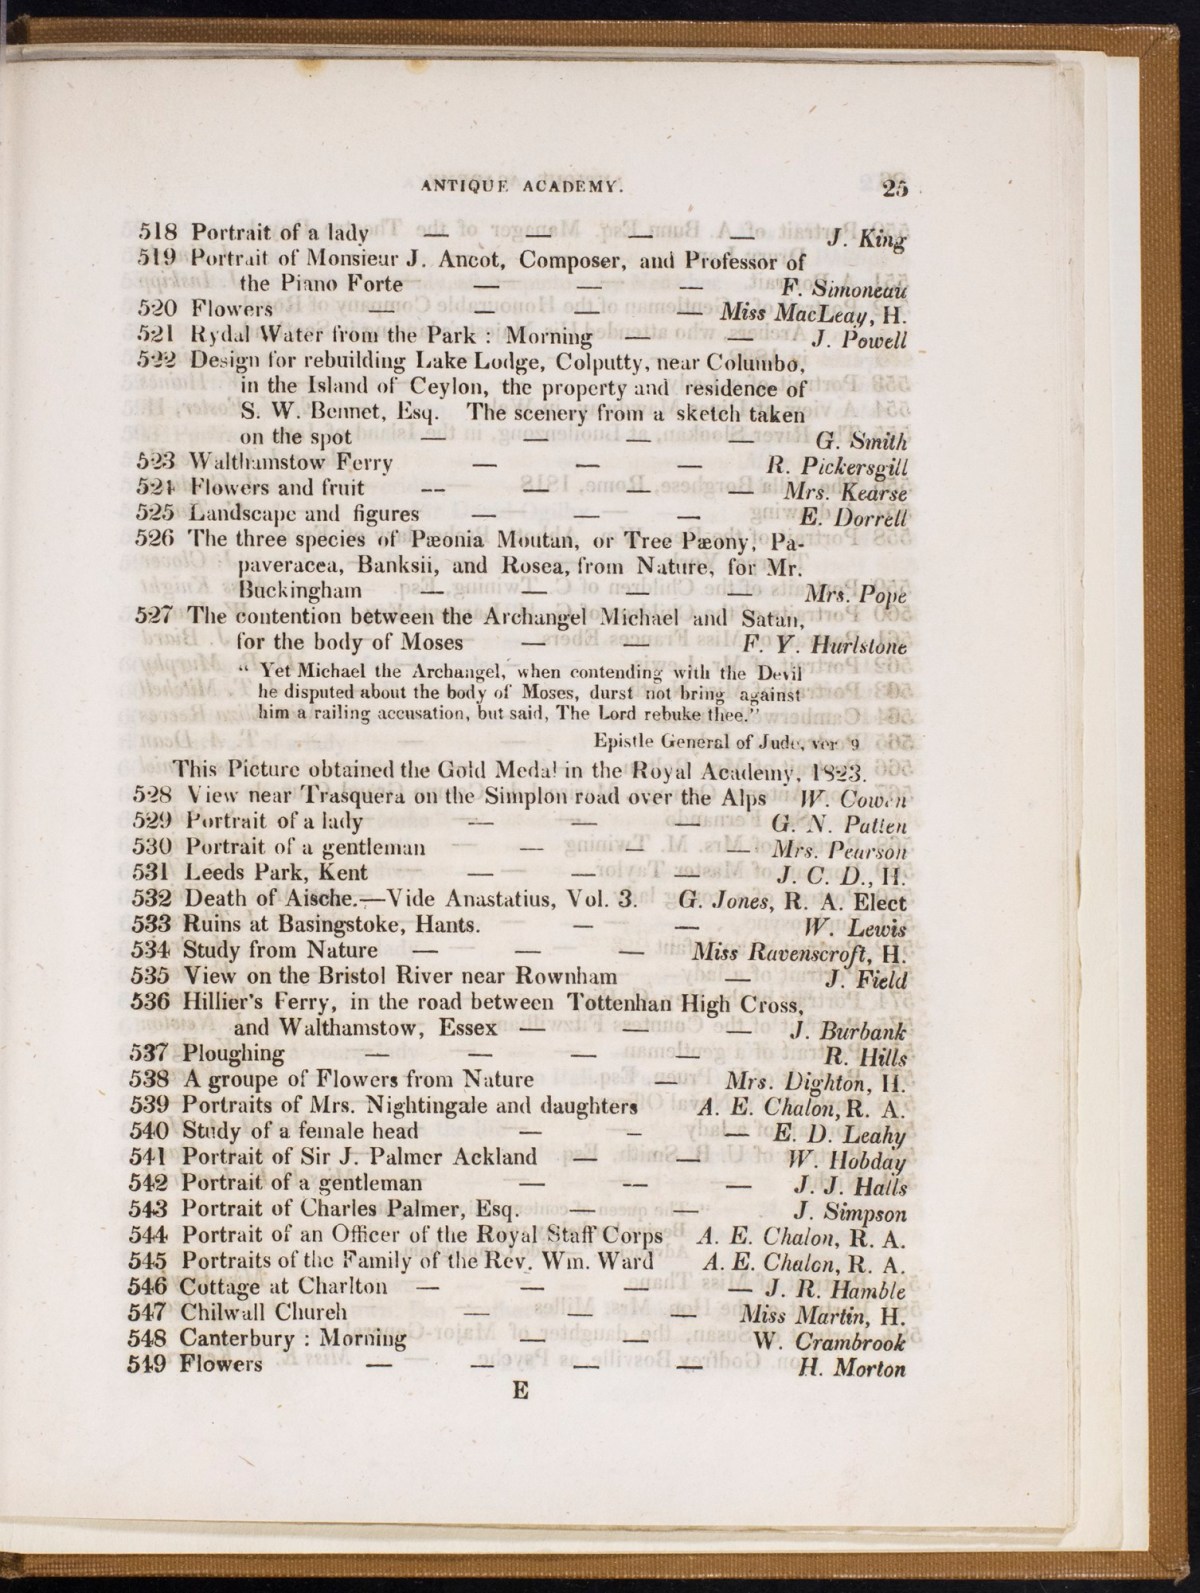 ANTIQUE ACADEMY. 25
518 Portrait of a lady — — — — J. King
519 Portrait of Monsieur J. Ancot, Composer, and Professor of
the Piano Forte — — — F. Simoneau
520 Flowers — — — — Miss MacLeay, H.
521 Rydal Water from the Park : Morning — — J. Powell
522 Design for rebuilding Lake Lodge, Colputty, near Columbo,
in the Island of Ceylon, the property and residence of
S. W. Bennet, Esq. The scenery from a sketch taken
on the spot — — — — G. Smith
523 Walthamstow Ferry — — — R. Pickersgill
524 Flowers and fruit — — — — Mrs. Kearse
525 Landscape and figures — — — E. Dorrell
526 The three species of Pæonia Moutan, or Tree Pæony, Pa-
paveracea, Banksii, and Rosea, from Nature, for Mr.
Buckingham — — — — Mrs. Pope
527 The contention between the Archangel Michael and Satan,
for the body of Moses — — F. Y. Hurlstone
“ Yet Michael the Archangel, when contending with the Devil
he disputed about the body of Moses, durst not bring against
him a railing accusation, but said, The Lord rebuke thee.”
Epistle General of Jude, ver 9
This Picture obtained the Gold Medal in the Royal Academy, 1823.
528 View near Trasquera on the Simplon road over the Alps W. Cowen
529 Portrait of a lady — — — G. N. Patten
530 Portrait of a gentleman — — — Mrs. Pearson
531 Leeds Park, Kent — — — J. C. D., H.
532 Death of Aische.—Vide Anastatius, Vol. 3. G. Jones, R. A. Elect
533 Ruins at Basingstoke, Hants. — — W. Lewis
534 Study from Nature — — — Miss Ravenscroft, H.
535 View on the Bristol River near Rownham — J. Field
536 Hillier's Ferry, in the road between Tottenhan High Cross,
and Walthamstow, Essex — — — J. Burbank
537 Ploughing — — — — R. Hills
538 A groupe of Flowers from Nature — Mrs. Dighton, H.
539 Portraits of Mrs. Nightingale and daughters A. E. Chalon, R. A.
540 Study of a female head — – — E. D. Leahy
541 Portrait of Sir J. Palmer Ackland — — W. Hobday
542 Portrait of a gentleman — — — J. J. Halls
543 Portrait of Charles Palmer, Esq. — — J. Simpson
544 Portrait of an Officer of the Royal Staff Corps A. E. Chalon, R. A.
545 Portraits of the Family of the Rev. Wm. Ward A. E. Chalon, R. A.
546 Cottage at Charlton — — — — J. R. Hamble
547 Chilwall Church — — — Miss Martin, H.
548 Canterbury : Morning — — W. Crambrook
549 Flowers — — — — H. Morton
E